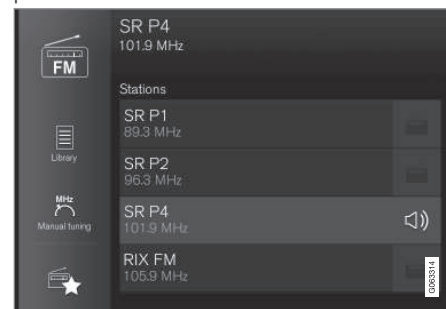 FM
SR P4
101.9 MHz
Stations
SR P1
89.3 MHz
SR P2
96.3 MHz
SR P4
101.9 MHz
RIX FM
105.9 MHz
Library
MHz
Manual tuning
G063314